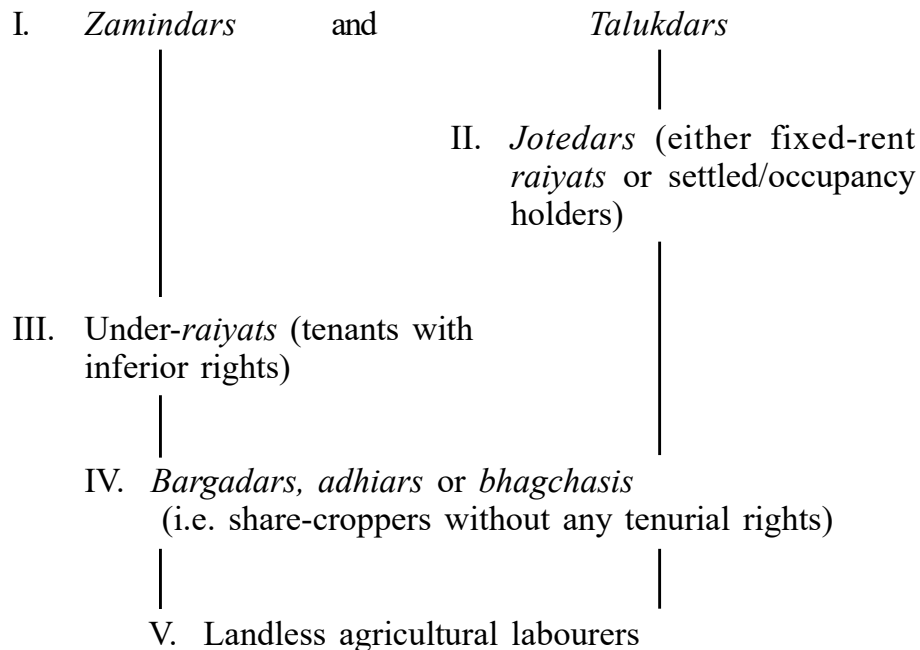 I. Zamindars and Talukdars
II. Jotedars (either fixed-rent
raiyats or settled/occupancy
holders)
III. Under-raiyats (tenants with
inferior rights)
IV. Bargadars, adhiars or bhagchasis
(i.e. share-croppers without any tenurial rights)
V. Landless agricultural labourers